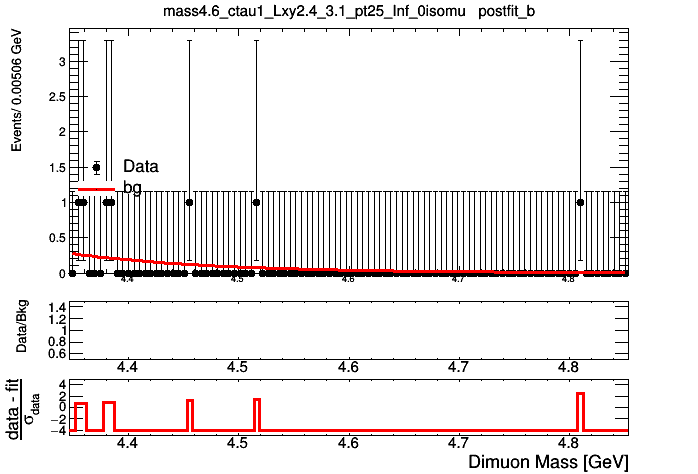 mass4.6_ctau1_Lxy2.4_3.1_pt25_Inf_0isomu postfit_b
Events/ 0.00506 GeV
3
2.5
2
1.5
1
0.5
0
Data
bg
4.4 4.5 4.6 4.7 4.8
Data/Bkg
1.4
1.2
1
0.8
0.6
4.4 4.5 4.6 4.7 4.8
data - fit
σdata
4
2
0
−2
−4
4.4 4.5 4.6 4.7 4.8
Dimuon Mass [GeV]